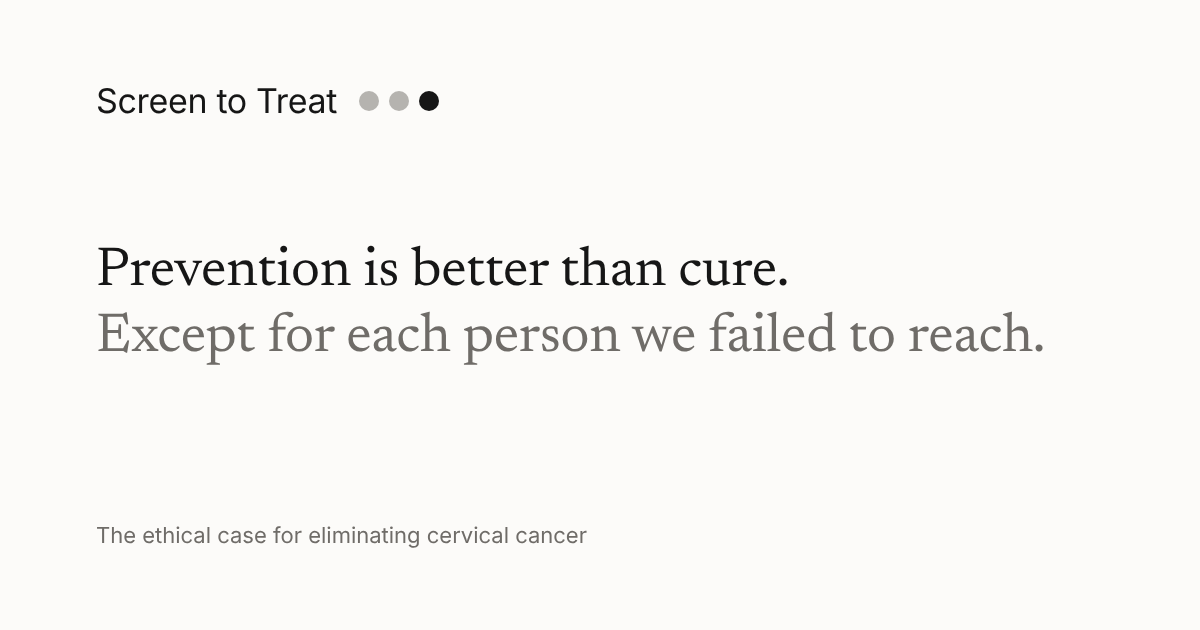 Screen to Treat
Prevention is better than cure.
Except for each person we failed to reach.
The ethical case for eliminating cervical cancer